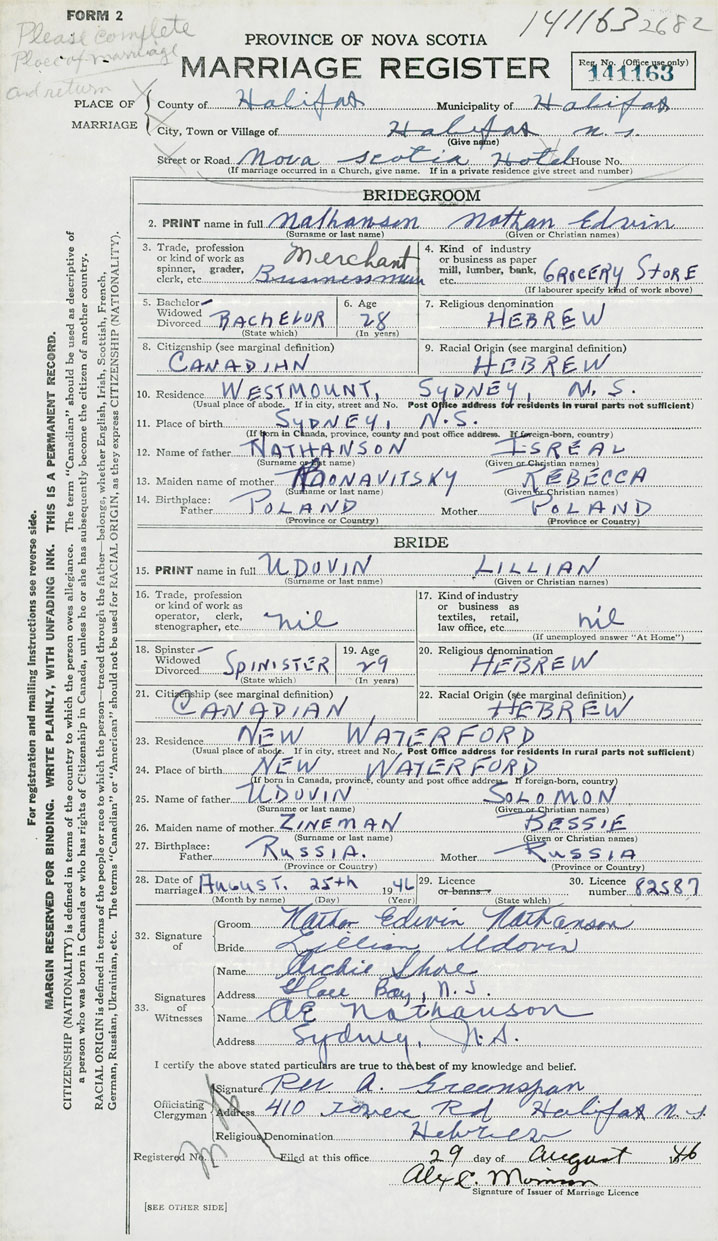 FORM 2
Please complete
Place of marriage
and return
141163 2682
PROVINCE OF NOVA SCOTIA
MARRIAGE REGISTER
Reg. No. (Office use only)
141163
PLACE OF MARRIAGE
County of Halifax Municipality of Halifax
City, Town or Village of Halifax N.S.
(Give name)
Street or Road Nova Scotia Hotel House No.
(If marriage occurred in a Church, give name. If in a private residence give street and number)
BRIDEGROOM
2. PRINT name in full Nathanson Nathan Edvin
(Surname or last name) (Given or Christian names)
3. Trade, profession or kind of work as spinner, grader, clerk, etc. Merchant Businessman
4. Kind of industry or business as paper mill, lumber, bank, etc. GROCERY STORE
(If labourer specify kind of work above)
5. Bachelor Widowed Divorced BACHELOR
(State which)
6. Age 28
(In years)
7. Religious denomination
HEBREW
8. Citizenship (see marginal definition)
CANADIAN
9. Racial Origin (see marginal definition)
HEBREW
10. Residence WESTMOUNT, SYDNEY, N.S.
(Usual place of abode. If in city, street and No. Post Office address for residents in rural parts not sufficient)
11. Place of birth SYDNEY, N.S.
(If born in Canada, province, county and post office address. If foreign-born, country)
12. Name of father NATHANSON ISREAL
(Surname or last name) (Given or Christian names)
13. Maiden name of mother BONAVITSKY REBECCA
(Surname or last name) (Given or Christian names)
14. Birthplace: Father POLAND Mother POLAND
(Province or Country) (Province or Country)
BRIDE
15. PRINT name in full UDOVIN LILLIAN
(Surname or last name) (Given or Christian names)
16. Trade, profession or kind of work as operator, clerk, stenographer, etc. nil
17. Kind of industry or business as textiles, retail, law office, etc. nil
(If unemployed answer "At Home")
18. Spinster Widowed Divorced SPINISTER
(State which)
19. Age 29
(In years)
20. Religious denomination
HEBREW
21. Citizenship (see marginal definition)
CANADIAN
22. Racial Origin (see marginal definition)
HEBREW
23. Residence NEW WATERFORD
(Usual place of abode. If in city, street and No. Post Office address for residents in rural parts not sufficient)
24. Place of birth NEW WATERFORD
(If born in Canada, province, county and post office address. If foreign-born, country)
25. Name of father UDOVIN SOLOMON
(Surname or last name) (Given or Christian names)
26. Maiden name of mother ZINEMAN BESSIE
(Surname or last name) (Given or Christian names)
27. Birthplace: Father RUSSIA. Mother RUSSIA
(Province or Country) (Province or Country)
28. Date of marriage AUGUST. 25th 1946
(Month by name) (Day) (Year)
29. Licence or banns
(State which)
30. Licence number 82587
32. Signature of
Groom Nathan Edwin Nathanson
Bride Lillian Udovin
33. Signatures of Witnesses
Name Archie Shore
Address Glace Bay, N.S.
Name AE Nathanson
Address Sydney, N.S.
I certify the above stated particulars are true to the best of my knowledge and belief.
Officiating Clergyman
Signature Rev A. Greenspan
Address 410 Tower Rd Halifax N.S.
Religious Denomination Hebrew
Registered No. Filed at this office 29 day of August 1946
Signature of Issuer of Marriage Licence
[SEE OTHER SIDE]
For registration and mailing instructions see reverse side.
MARGIN RESERVED FOR BINDING. WRITE PLAINLY, WITH UNFADING INK. THIS IS A PERMANENT RECORD.
CITIZENSHIP (NATIONALITY) is defined in terms of the country to which the person owes allegiance. The term "Canadian" should be used as descriptive of
a person who was born in Canada or who has rights of Citizenship in Canada, unless he or she has subsequently become the citizen of another country.
RACIAL ORIGIN is defined in terms of the people or race to which the person—traced through the father—belongs, whether English, Irish, Scottish, French,
German, Russian, Ukrainian, etc. The terms "Canadian" or "American" should not be used for RACIAL ORIGIN, as they express CITIZENSHIP (NATIONALITY).